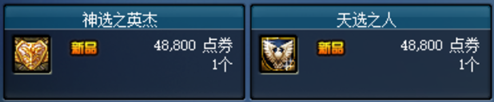 神选之英杰
新品
48,800 点券
1个
天选之人
新品
48,800 点券
1个